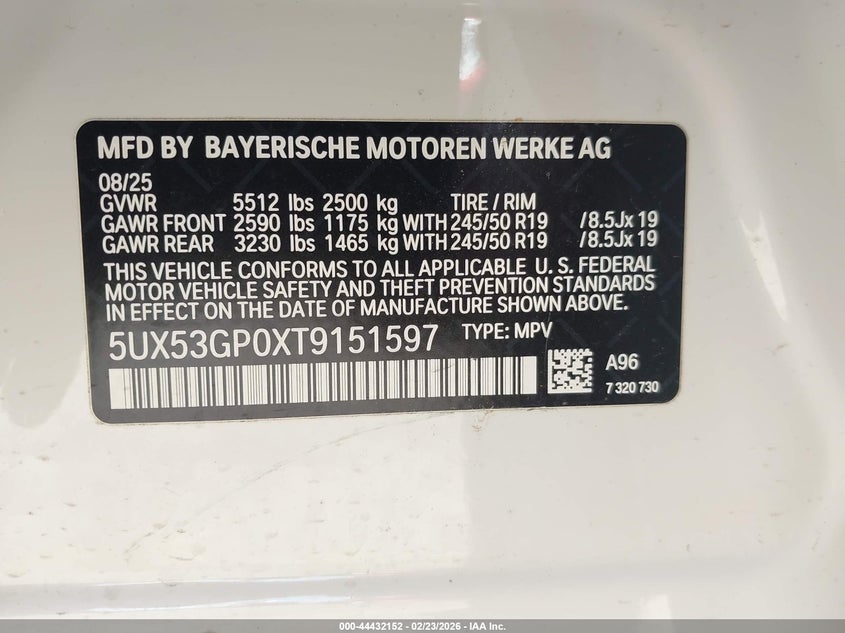 MFD BY BAYERISCHE MOTOREN WERKE AG
08/25
GVWR 5512 lbs 2500 kg TIRE / RIM
GAWR FRONT 2590 lbs 1175 kg WITH 245/50 R19 /8.5Jx 19
GAWR REAR 3230 lbs 1465 kg WITH 245/50 R19 /8.5Jx 19
THIS VEHICLE CONFORMS TO ALL APPLICABLE U. S. FEDERAL
MOTOR VEHICLE SAFETY AND THEFT PREVENTION STANDARDS
IN EFFECT ON THE DATE OF MANUFACTURE SHOWN ABOVE.
5UX53GP0XT9151597 TYPE: MPV
A96
7 320 730
000-44432152 - 02/23/2026 - IAA Inc.